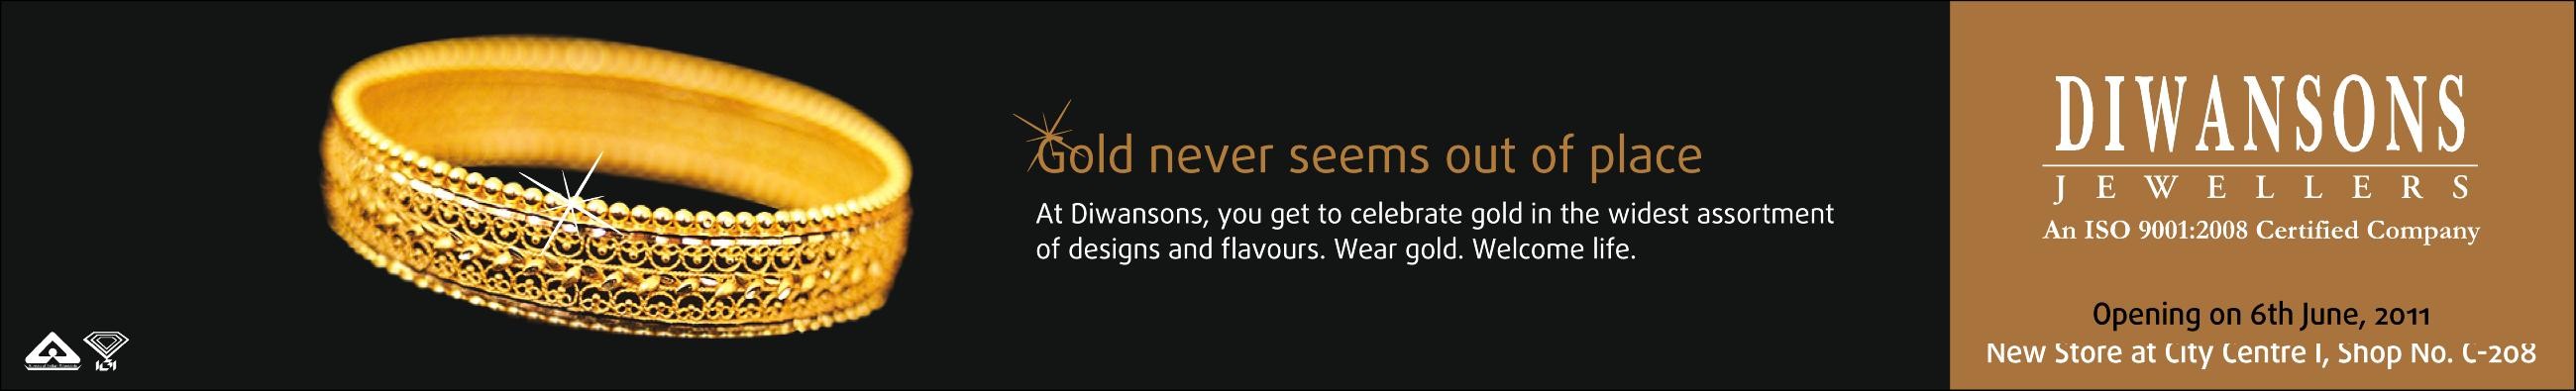 Gold never seems out of place
At Diwansons, you get to celebrate gold in the widest assortment
of designs and flavours. Wear gold. Welcome life.
DIWANSONS
JEWELLERS
An ISO 9001:2008 Certified Company
Opening on 6th June, 2011
New Store at City Centre I, Shop No. C-208